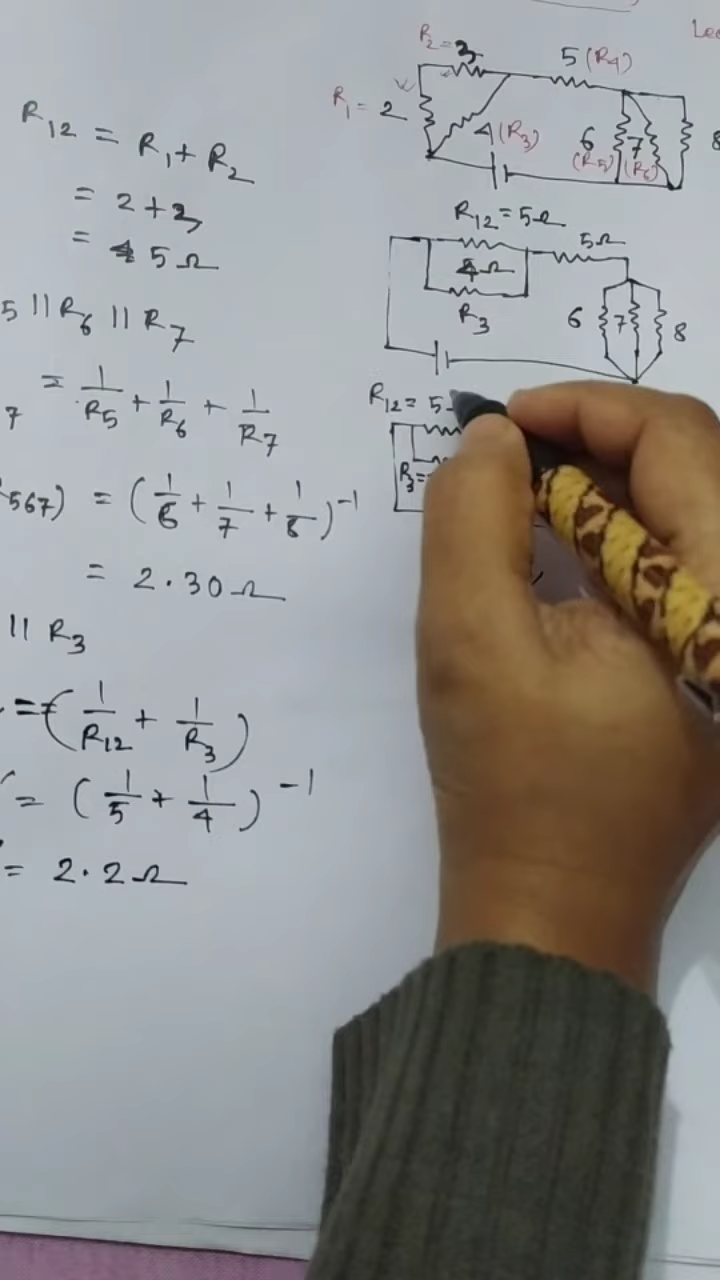 R12 = R1 + R2
= 2 + 3
= 5 Ω
5 || R6 || R7
7 = 1/R5 + 1/R6 + 1/R7
567) = (1/6 + 1/7 + 1/8)^-1
= 2.30 Ω
|| R3
= (1/R12 + 1/R3)
= (1/5 + 1/4)^-1
= 2.2 Ω
Lec
R2 = 3
5 (R4)
R1 = 2
4 (R3)
6 (R5)
7 (R6)
8
R12 = 5Ω
5Ω
4Ω
R3
6 7 8
R12 = 5
R3 =